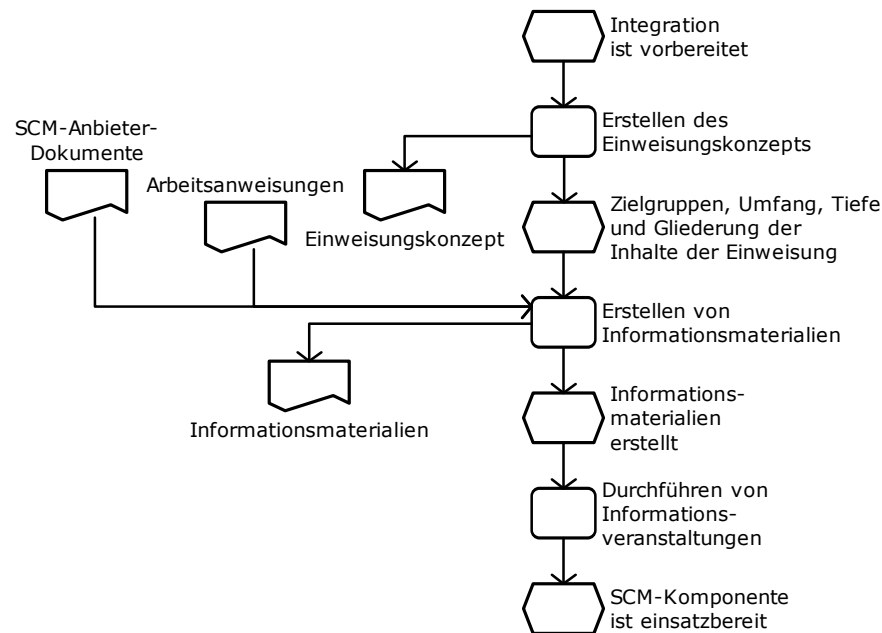 Integration
ist vorbereitet
Erstellen des
Einweisungskonzepts
SCM-Anbieter-
Dokumente
Arbeitsanweisungen
Einweisungskonzept
Zielgruppen, Umfang, Tiefe
und Gliederung der
Inhalte der Einweisung
Erstellen von
Informationsmaterialien
Informationsmaterialien
Informations-
materialien
erstellt
Durchführen von
Informations-
veranstaltungen
SCM-Komponente
ist einsatzbereit